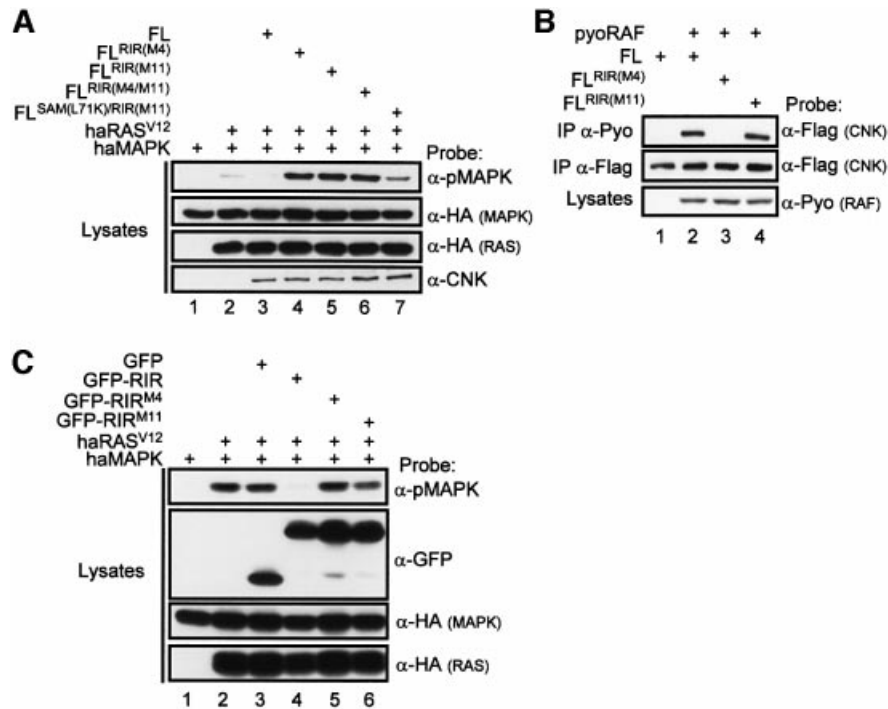 A
FL +
FL^RIR(M4) +
FL^RIR(M11) +
FL^RIR(M4/M11) +
FL^SAM(L71K)/RIR(M11) +
haRAS^V12 + + + + + +
haMAPK + + + + + + + Probe:
α-pMAPK
α-HA (MAPK)
Lysates
α-HA (RAS)
α-CNK
1 2 3 4 5 6 7
B
pyoRAF + + +
FL + +
FL^RIR(M4) +
FL^RIR(M11) + Probe:
IP α-Pyo α-Flag (CNK)
IP α-Flag α-Flag (CNK)
Lysates α-Pyo (RAF)
1 2 3 4
C
GFP +
GFP-RIR +
GFP-RIR^M4 +
GFP-RIR^M11 +
haRAS^V12 + + + + +
haMAPK + + + + + + Probe:
α-pMAPK
α-GFP
Lysates
α-HA (MAPK)
α-HA (RAS)
1 2 3 4 5 6